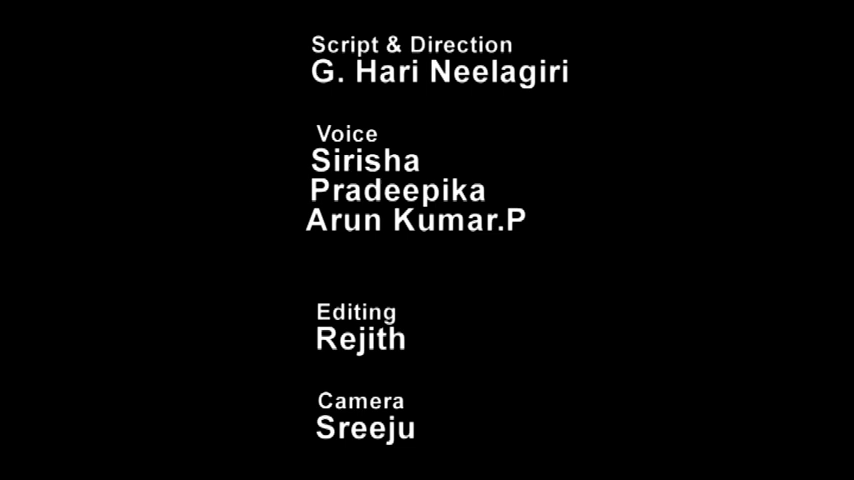 Script & Direction
G. Hari Neelagiri
Voice
Sirisha
Pradeepika
Arun Kumar.P
Editing
Rejith
Camera
Sreeju